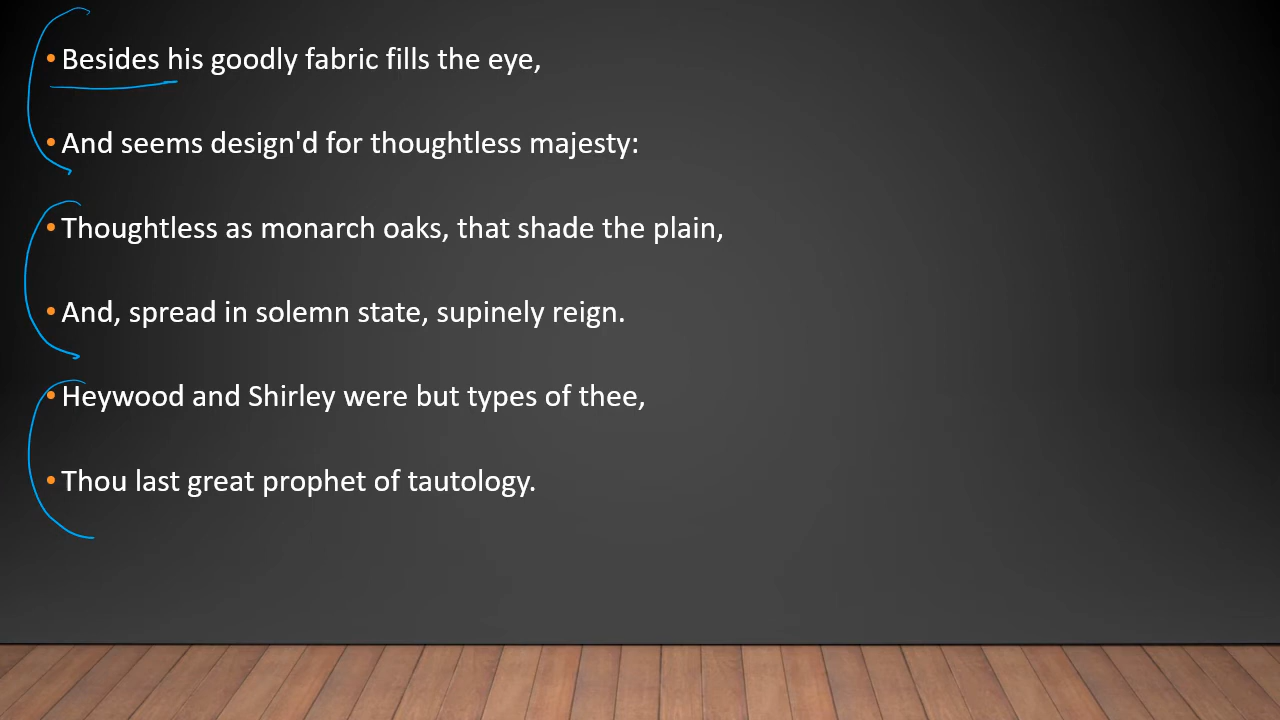 • Besides his goodly fabric fills the eye,
• And seems design'd for thoughtless majesty:
• Thoughtless as monarch oaks, that shade the plain,
• And, spread in solemn state, supinely reign.
• Heywood and Shirley were but types of thee,
• Thou last great prophet of tautology.